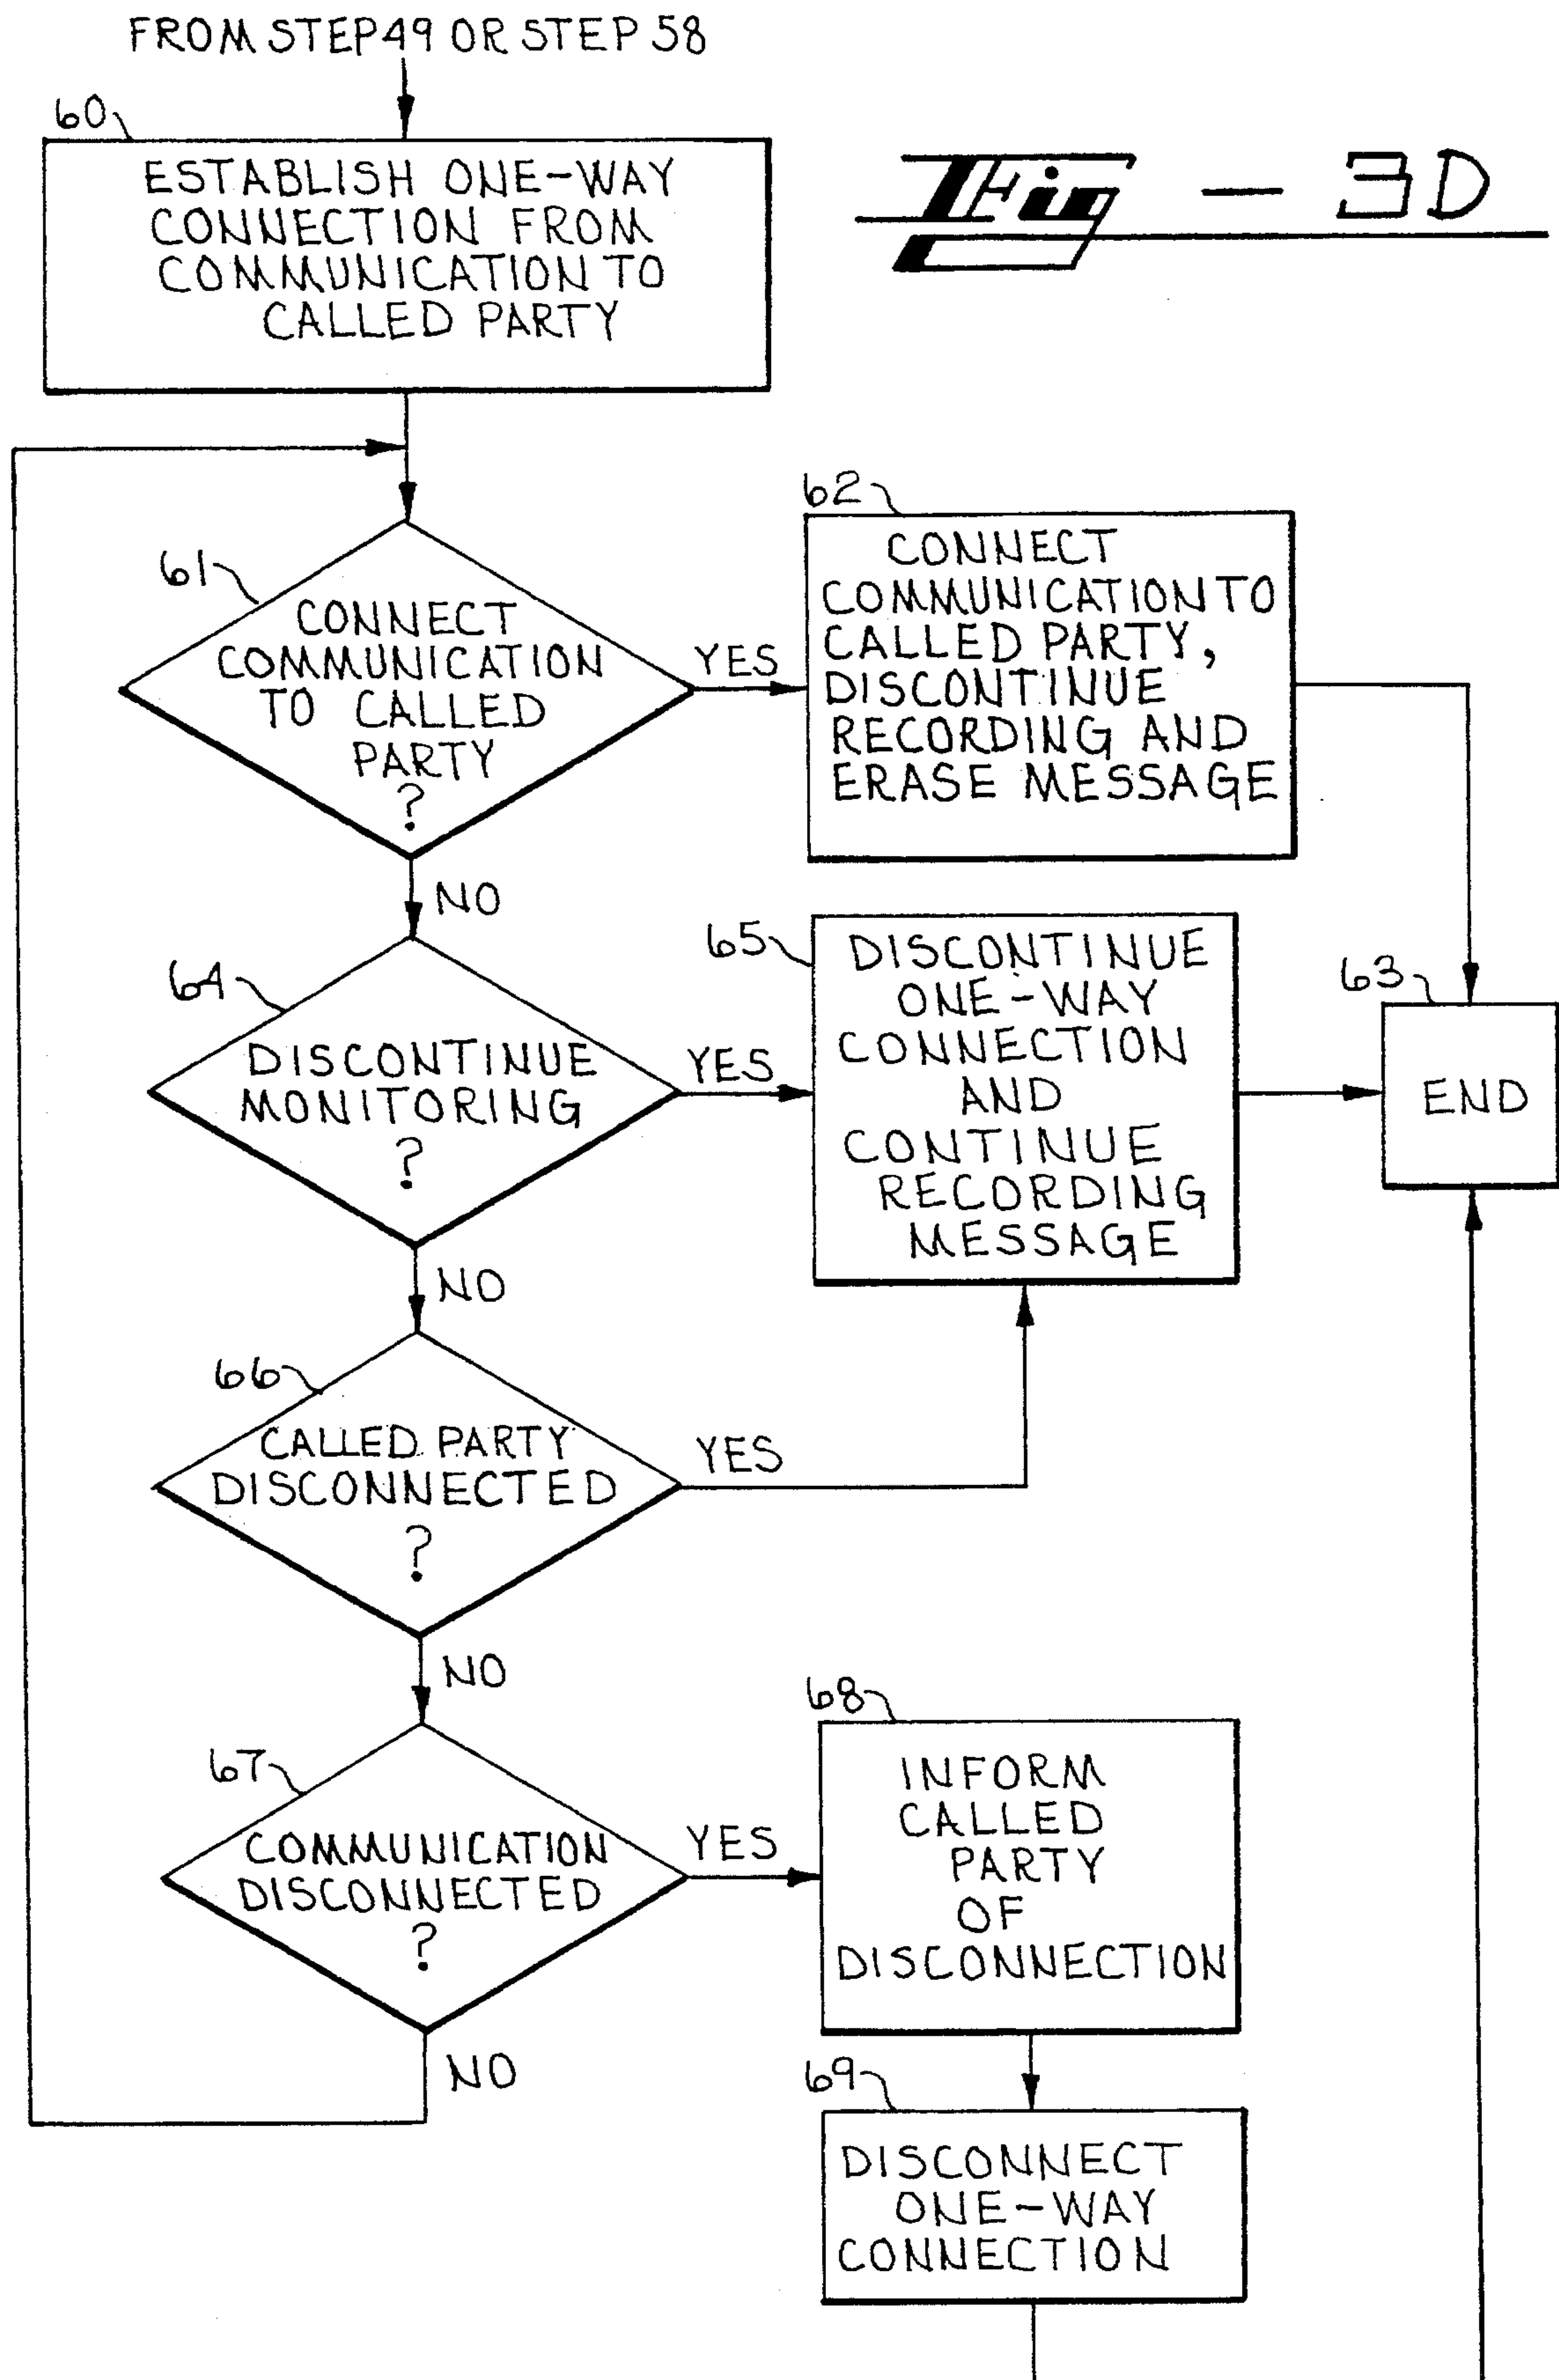 FROM STEP 49 OR STEP 58
60
ESTABLISH ONE-WAY
CONNECTION FROM
COMMUNICATION TO
CALLED PARTY
Fig - 3D
61
CONNECT
COMMUNICATION
TO CALLED
PARTY
?
YES
62
CONNECT
COMMUNICATION TO
CALLED PARTY,
DISCONTINUE
RECORDING AND
ERASE MESSAGE
NO
64
DISCONTINUE
MONITORING
?
YES
65
DISCONTINUE
ONE-WAY
CONNECTION
AND
CONTINUE
RECORDING
MESSAGE
63
END
NO
66
CALLED PARTY
DISCONNECTED
?
YES
NO
67
COMMUNICATION
DISCONNECTED
?
YES
68
INFORM
CALLED
PARTY
OF
DISCONNECTION
NO
69
DISCONNECT
ONE-WAY
CONNECTION